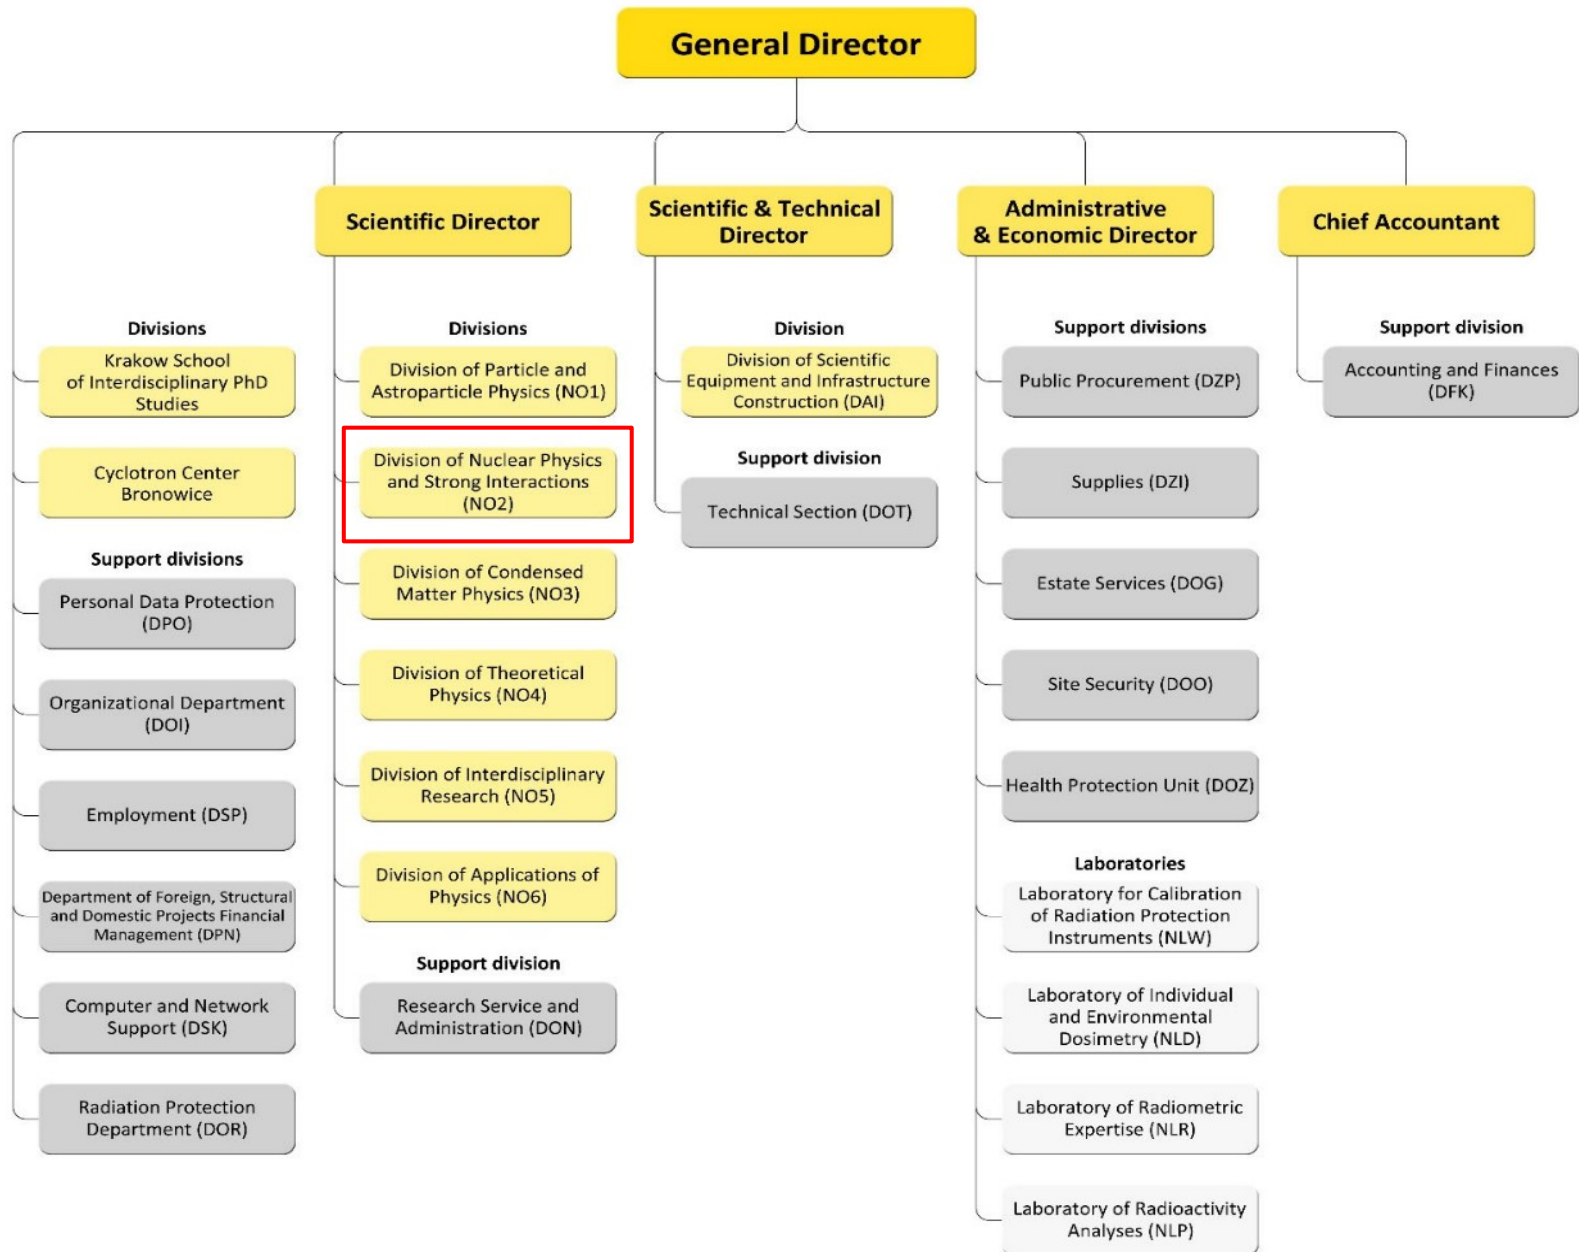 General Director
Scientific Director
Scientific & Technical
Director
Administrative
& Economic Director
Chief Accountant
Divisions
Krakow School
of Interdisciplinary PhD
Studies
Cyclotron Center
Bronowice
Support divisions
Personal Data Protection
(DPO)
Organizational Department
(DOI)
Employment (DSP)
Department of Foreign, Structural
and Domestic Projects Financial
Management (DPN)
Computer and Network
Support (DSK)
Radiation Protection
Department (DOR)
Divisions
Division of Particle and
Astroparticle Physics (NO1)
Division of Nuclear Physics
and Strong Interactions
(NO2)
Division of Condensed
Matter Physics (NO3)
Division of Theoretical
Physics (NO4)
Division of Interdisciplinary
Research (NO5)
Division of Applications of
Physics (NO6)
Support division
Research Service and
Administration (DON)
Division
Division of Scientific
Equipment and Infrastructure
Construction (DAI)
Support division
Technical Section (DOT)
Support divisions
Public Procurement (DZP)
Supplies (DZI)
Estate Services (DOG)
Site Security (DOO)
Health Protection Unit (DOZ)
Laboratories
Laboratory for Calibration
of Radiation Protection
Instruments (NLW)
Laboratory of Individual
and Environmental
Dosimetry (NLD)
Laboratory of Radiometric
Expertise (NLR)
Laboratory of Radioactivity
Analyses (NLP)
Support division
Accounting and Finances
(DFK)